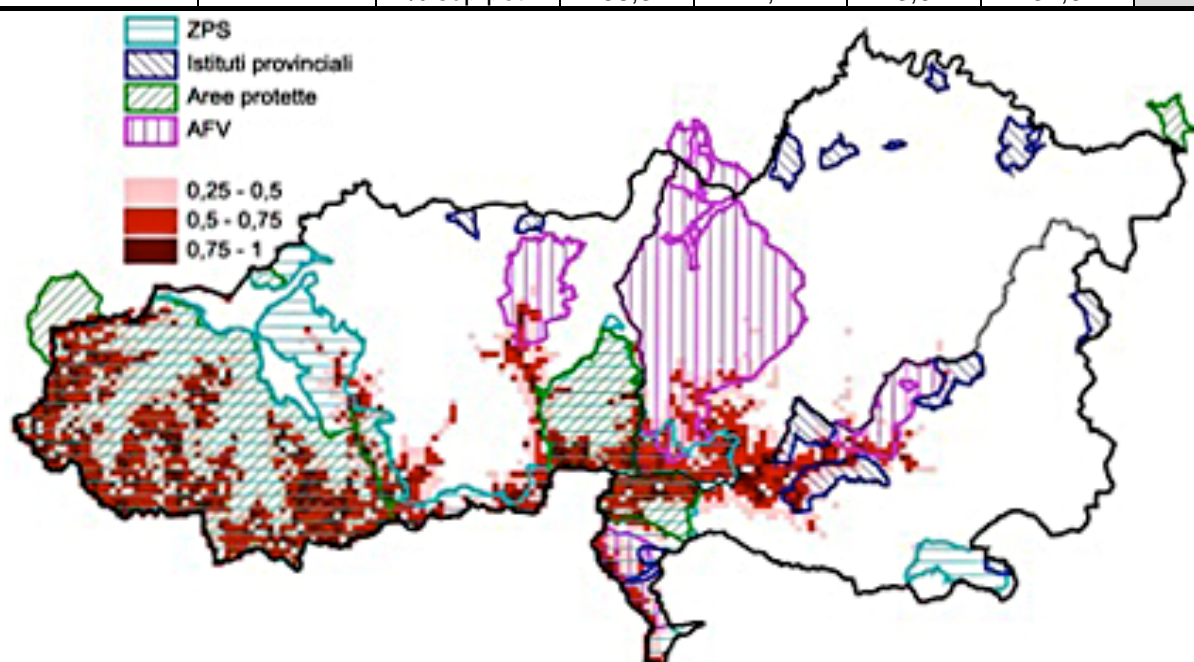 ZPS
Istituti provinciali
Aree protette
AFV
0,25 - 0,5
0,5 - 0,75
0,75 - 1